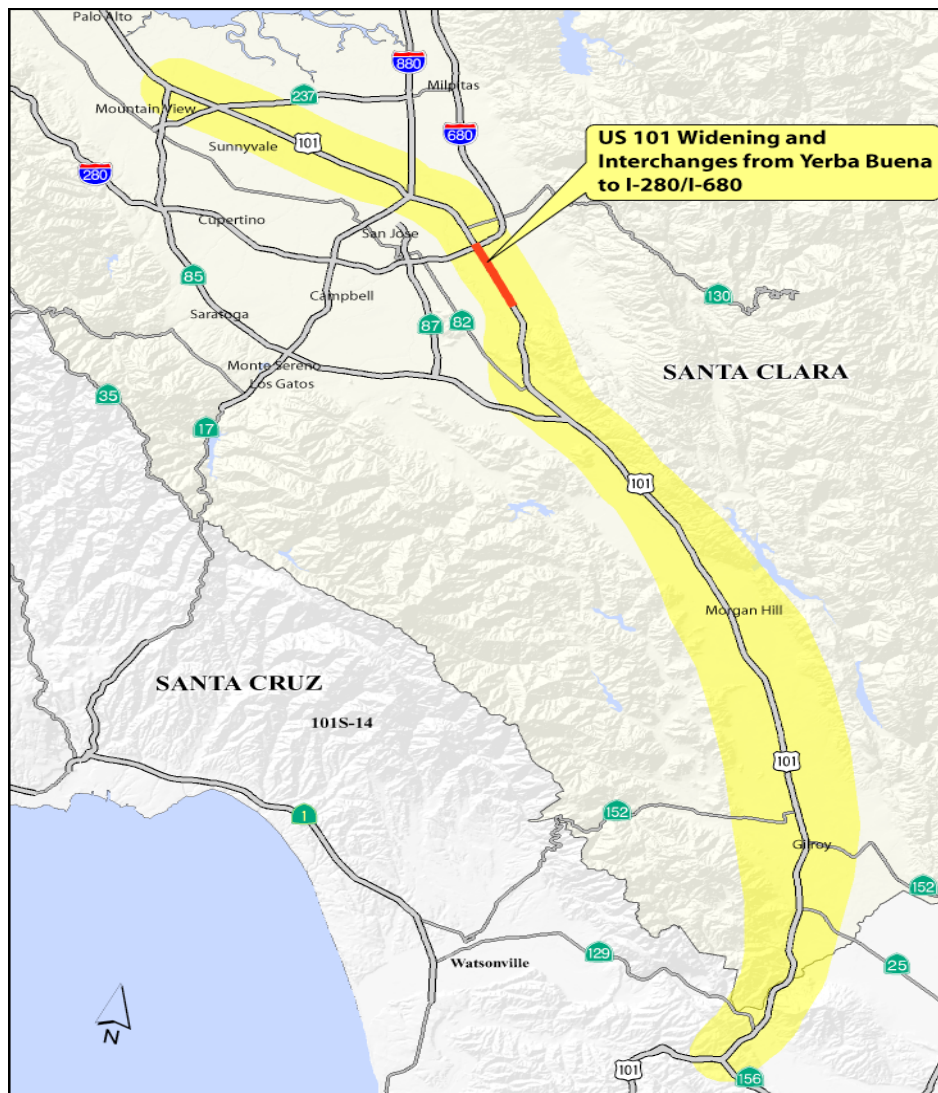 Palo Alto
880
237
Milpitas
Mountain View
680
101
Sunnyvale
US 101 Widening and
Interchanges from Yerba Buena
to I-280/I-680
280
Cupertino
San Jose
85
130
Campbell
Saratoga
87
82
Monte Sereno
Los Gatos
SANTA CLARA
35
17
101
Morgan Hill
SANTA CRUZ
101S-14
101
1
152
Gilroy
152
Watsonville
129
25
N
101
156